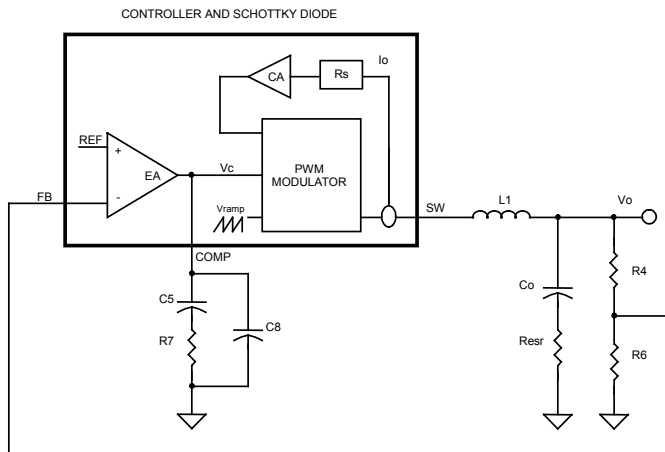 CONTROLLER AND SCHOTTKY DIODE
Io
CA
Rs
REF
+
EA
-
Vc
PWM
MODULATOR
FB
Vramp
SW
L1
Vo
COMP
R4
C5
Co
C8
R7
Resr
R6